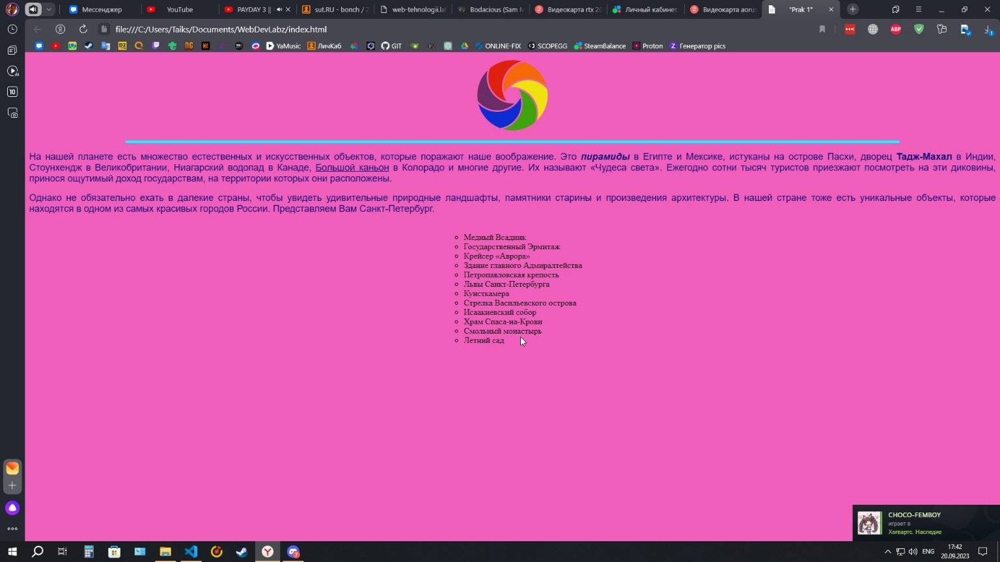 Мессенджер
YouTube
PAYDAY 3 ||
sut.RU - bonch / 2
web-tehnologii.lal
Bodacious (Sam M
Видеокарта rtx 20
Личный кабинет
Видеокарта aorus
"Prak 1"
file:///C:/Users/Taiks/Documents/WebDevLabz/index.html
ABP
1
YaMusic
ЛичКаб
GIT
ONLINE-FIX
SCOPEGG
SteamBalance
Proton
Генератор pics
10
На нашей планете есть множество естественных и искусственных объектов, которые поражают наше воображение. Это пирамиды в Египте и Мексике, истуканы на острове Пасхи, дворец Тадж-Махал в Индии,
Стоунхендж в Великобритании, Ниагарский водопад в Канаде, Большой каньон в Колорадо и многие другие. Их называют «Чудеса света». Ежегодно сотни тысяч туристов приезжают посмотреть на эти диковины,
принося ощутимый доход государствам, на территории которых они расположены.
Однако не обязательно ехать в далекие страны, чтобы увидеть удивительные природные ландшафты, памятники старины и произведения архитектуры. В нашей стране тоже есть уникальные объекты, которые
находятся в одном из самых красивых городов России. Представляем Вам Санкт-Петербург.
Медный Всадник
Государственный Эрмитаж
Крейсер «Аврора»
Здание главного Адмиралтейства
Петропавловская крепость
Львы Санкт-Петербурга
Кунсткамера
Стрелка Васильевского острова
Исаакиевский собор
Храм Спаса-на-Крови
Смольный монастырь
Летний сад
CHOCO-FEMBOY
играет в
Хогвартс. Наследие
ENG
17:42
20.09.2023